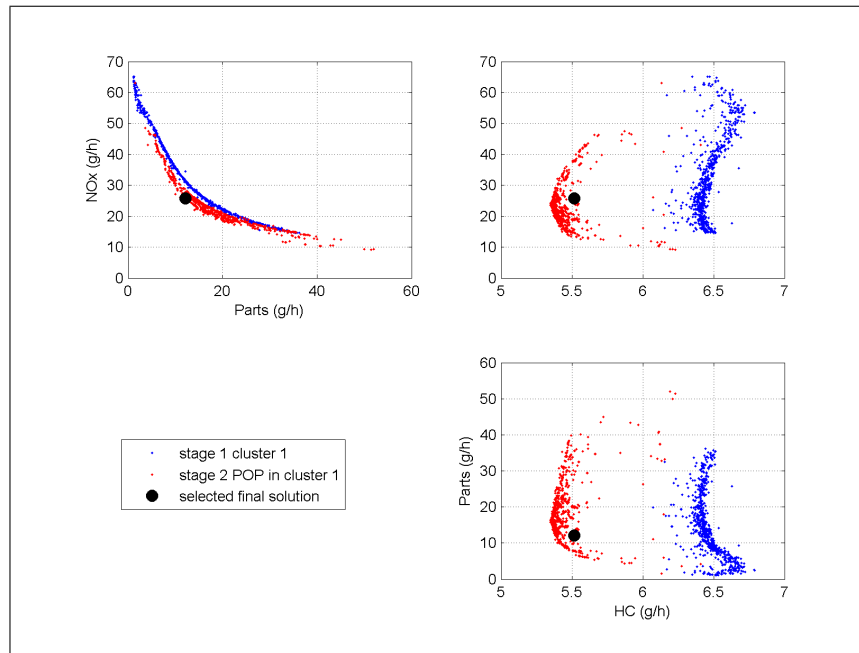 70
60
50
40
30
20
10
0
NOx (g/h)
0 20 40 60
Parts (g/h)
70
60
50
40
30
20
10
0
5 5.5 6 6.5 7
60
50
40
30
20
10
0
Parts (g/h)
5 5.5 6 6.5 7
HC (g/h)
stage 1 cluster 1
stage 2 POP in cluster 1
selected final solution